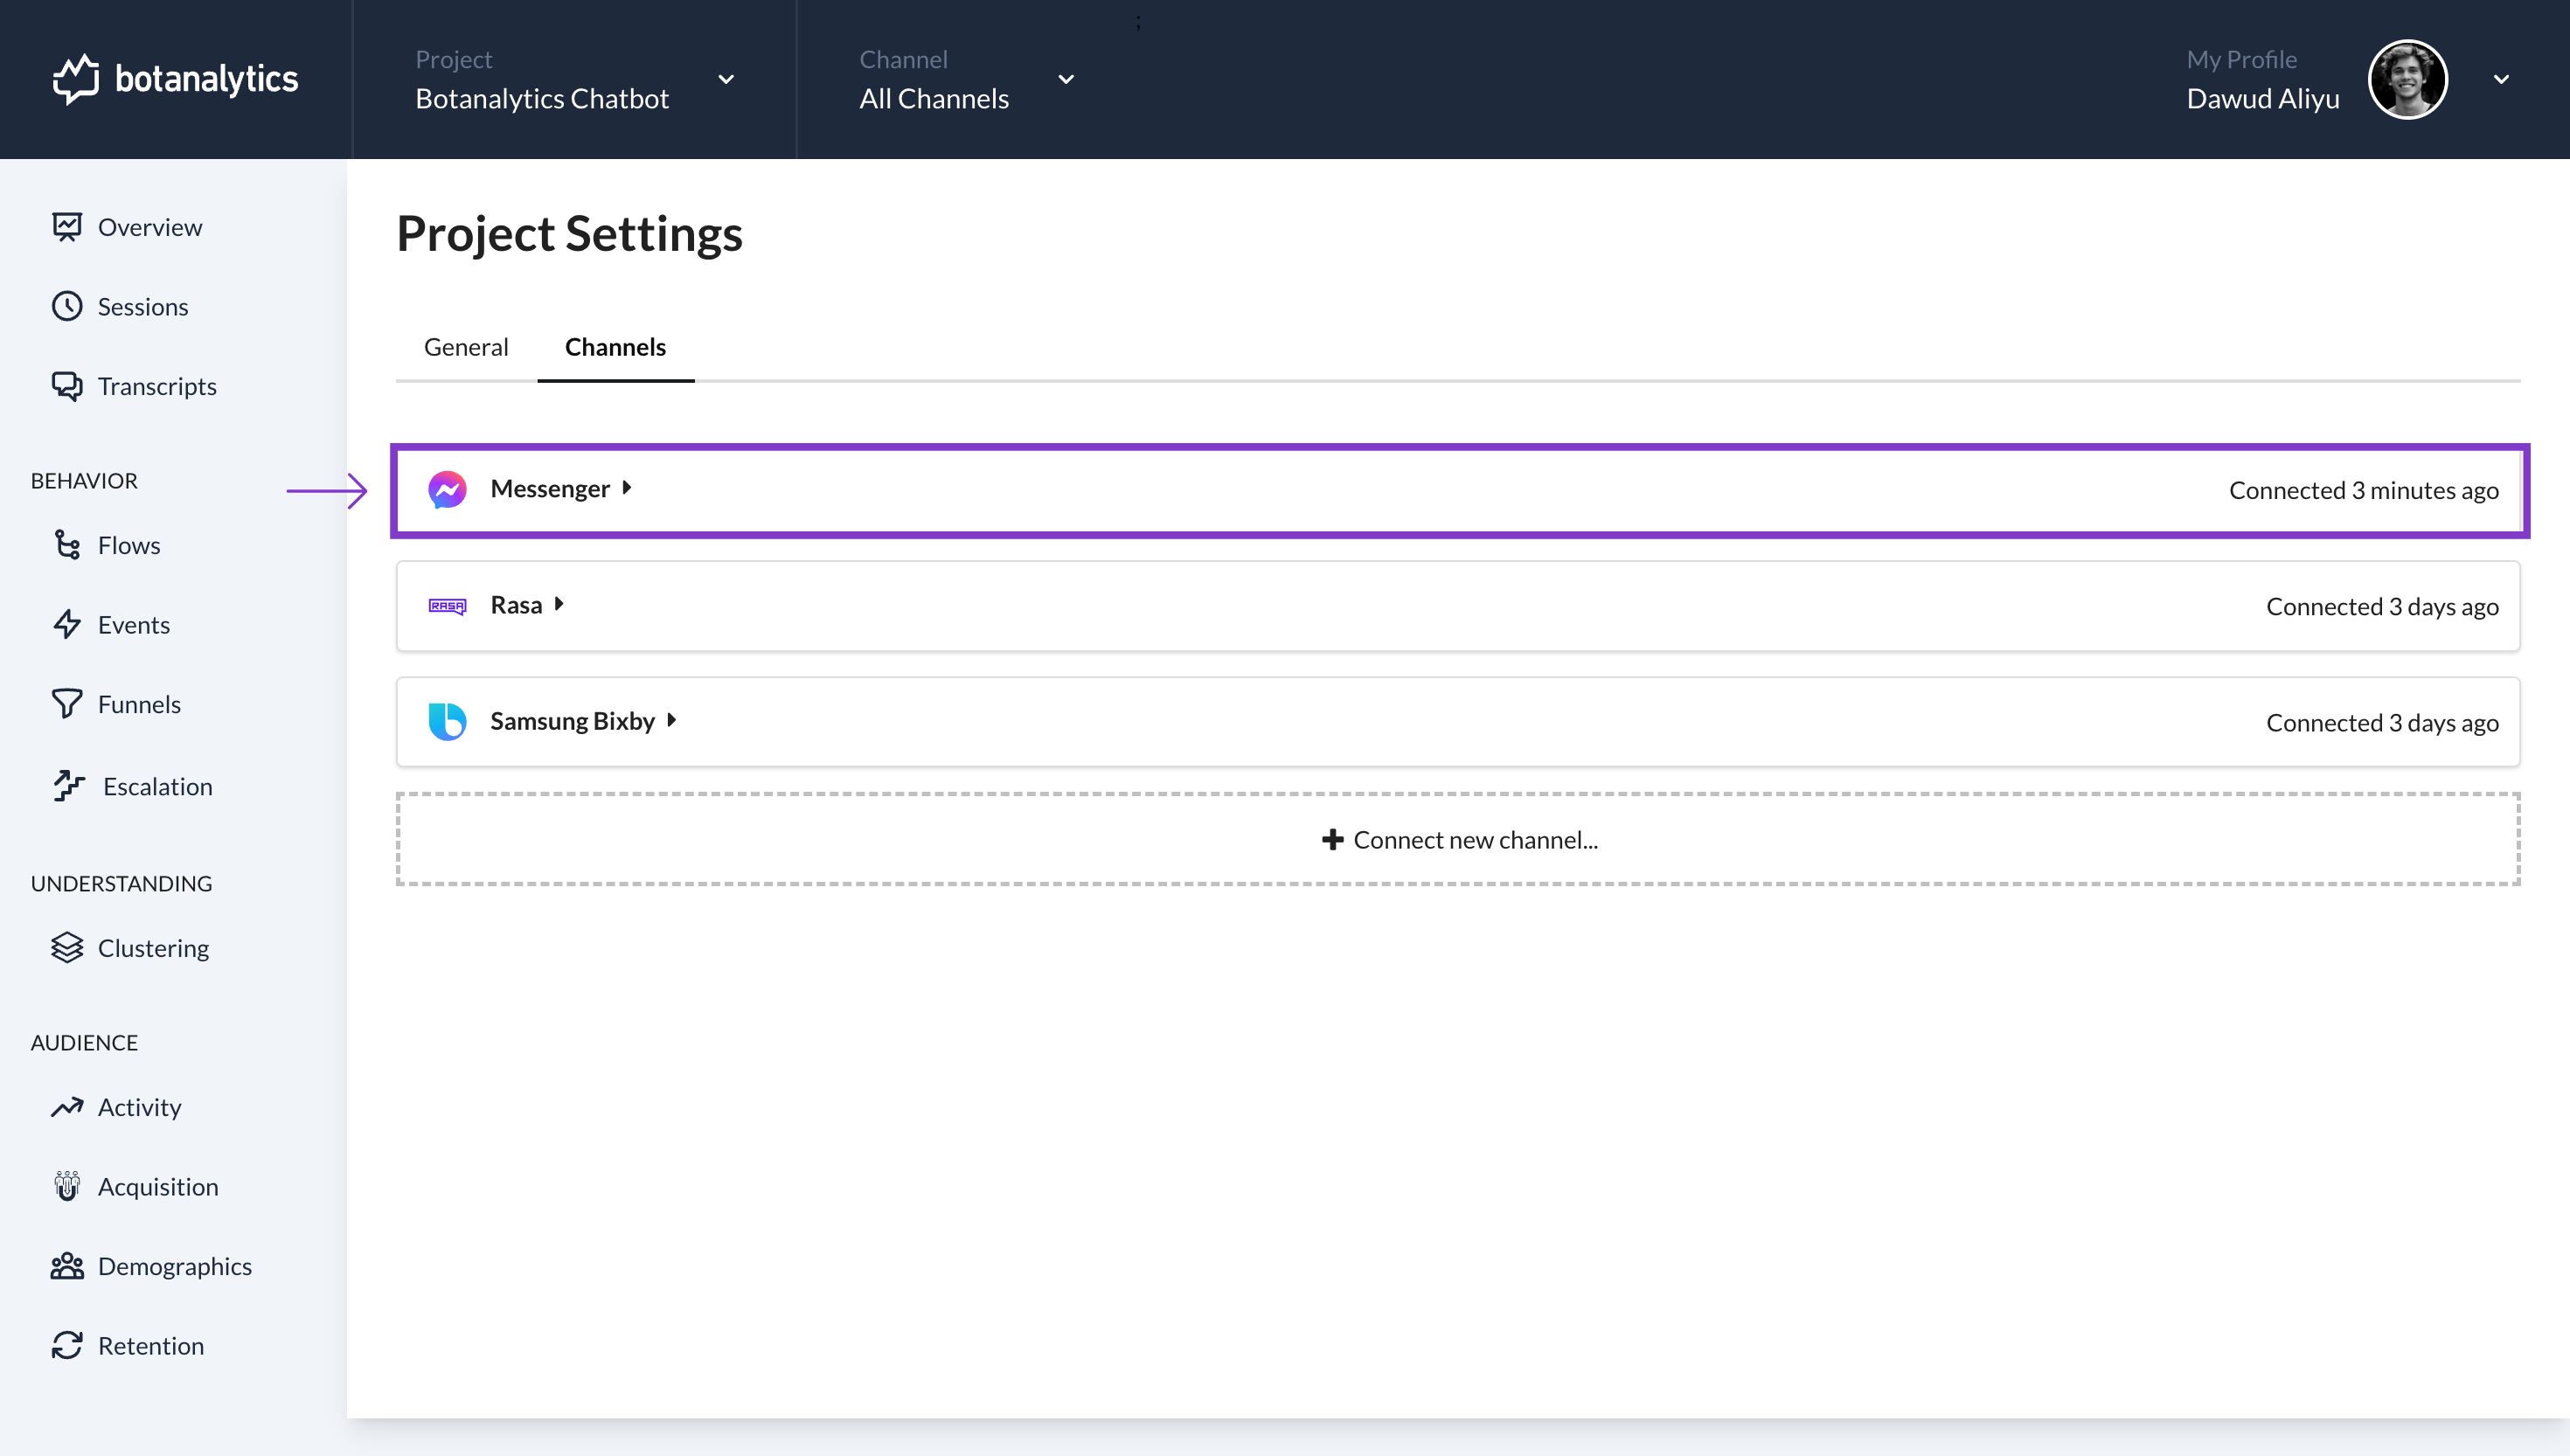 botanalytics
Project
Botanalytics Chatbot
Channel
All Channels
;
My Profile
Dawud Aliyu
Overview
Sessions
Transcripts
BEHAVIOR
Flows
Events
Funnels
Escalation
UNDERSTANDING
Clustering
AUDIENCE
Activity
Acquisition
Demographics
Retention
Project Settings
General
Channels
Messenger
Connected 3 minutes ago
RASA
Rasa
Connected 3 days ago
Samsung Bixby
Connected 3 days ago
Connect new channel...